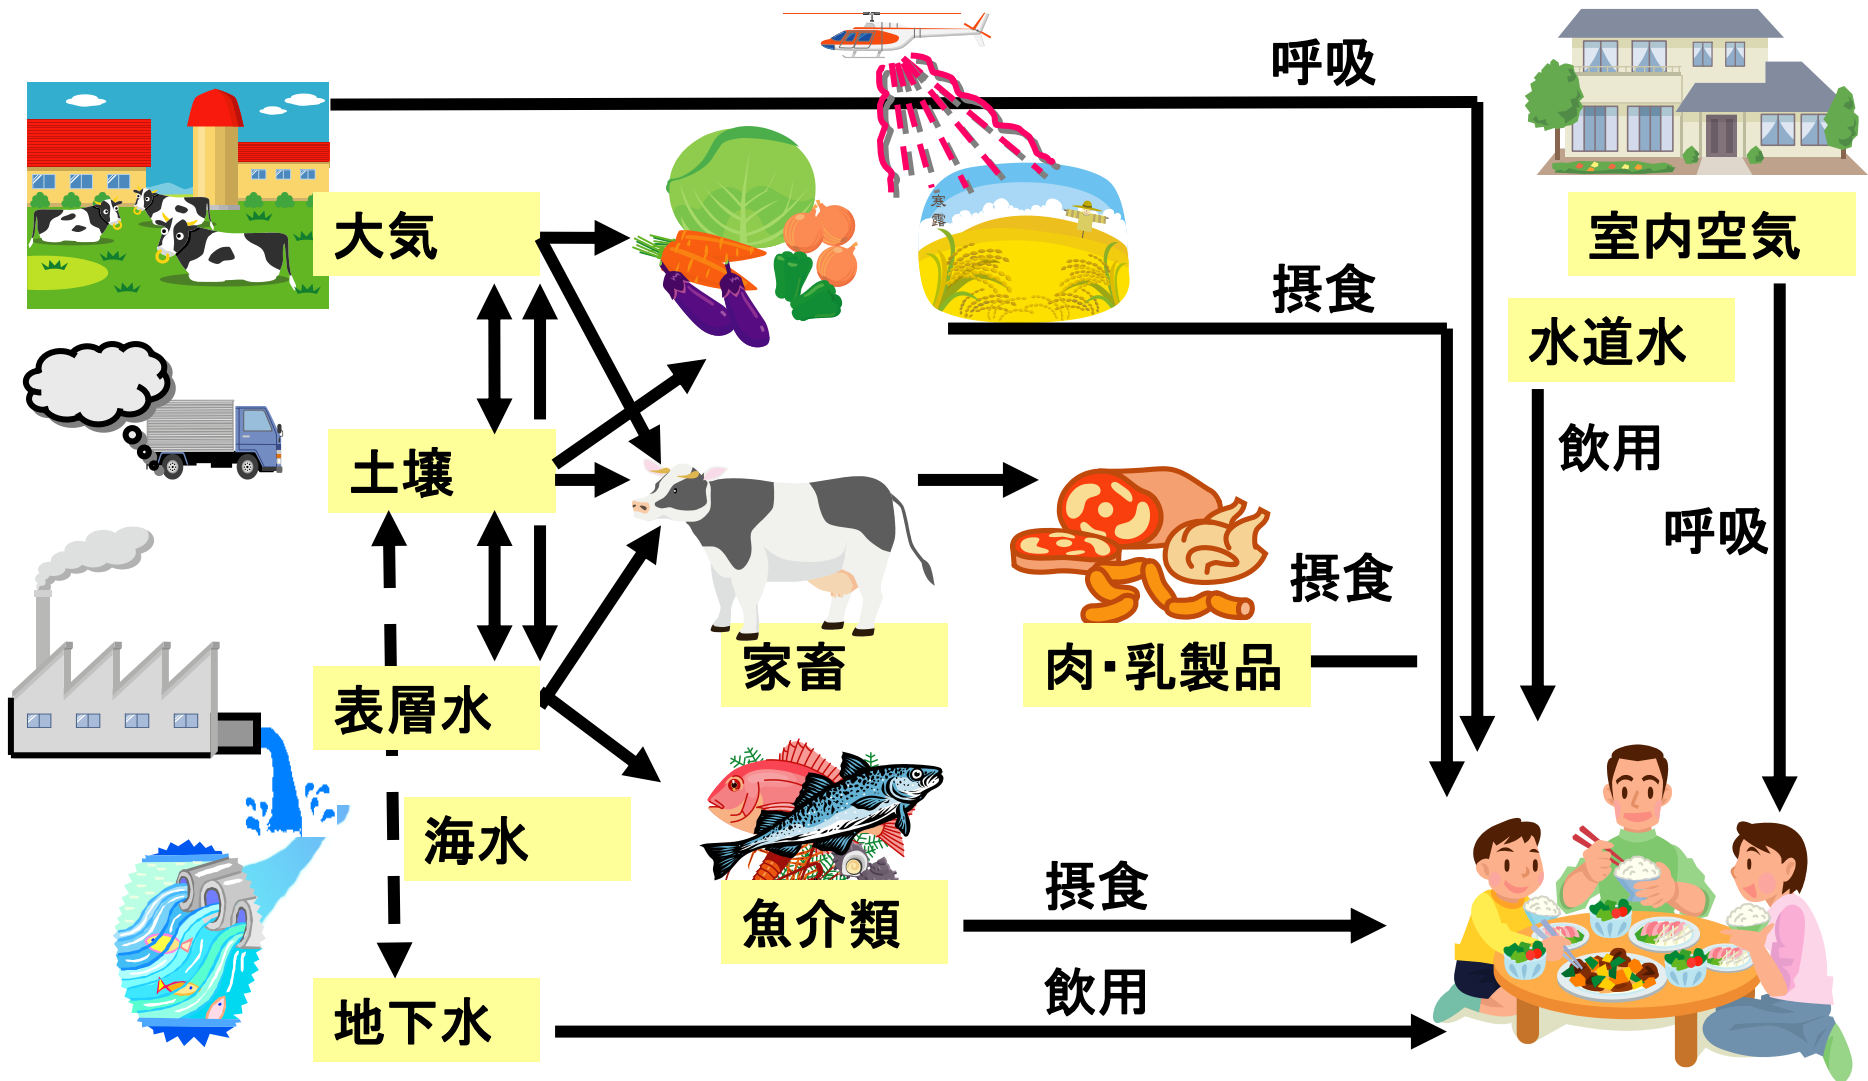 呼吸
大気
寒露
室内空気
摂食
水道水
飲用
土壌
呼吸
摂食
家畜
肉・乳製品
表層水
海水
摂食
魚介類
飲用
地下水